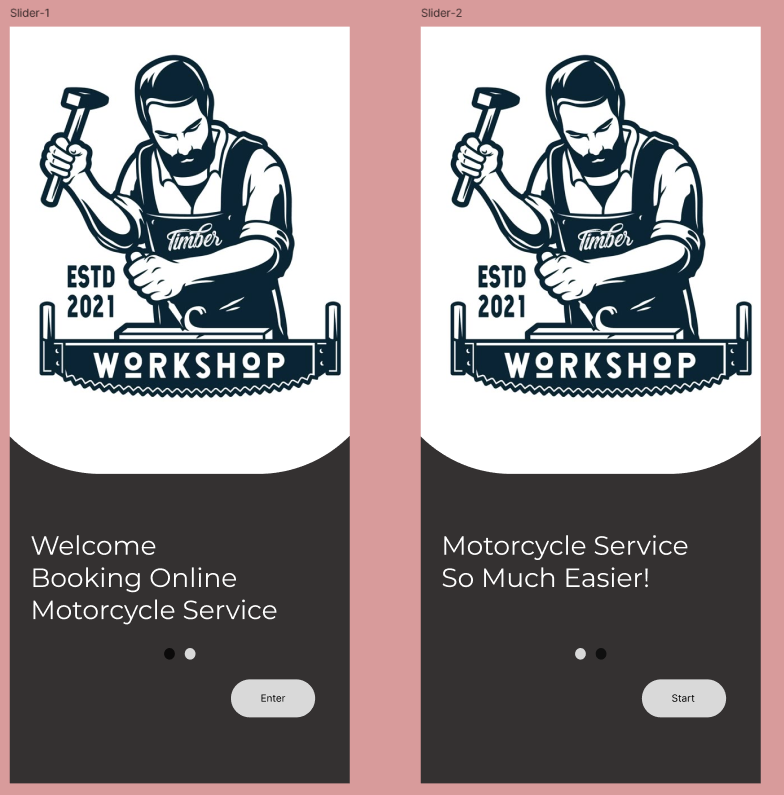 Slider-1
Timber
ESTD
2021
WORKSHOP
Welcome
Booking Online
Motorcycle Service
Enter
Slider-2
Timber
ESTD
2021
WORKSHOP
Motorcycle Service
So Much Easier!
Start